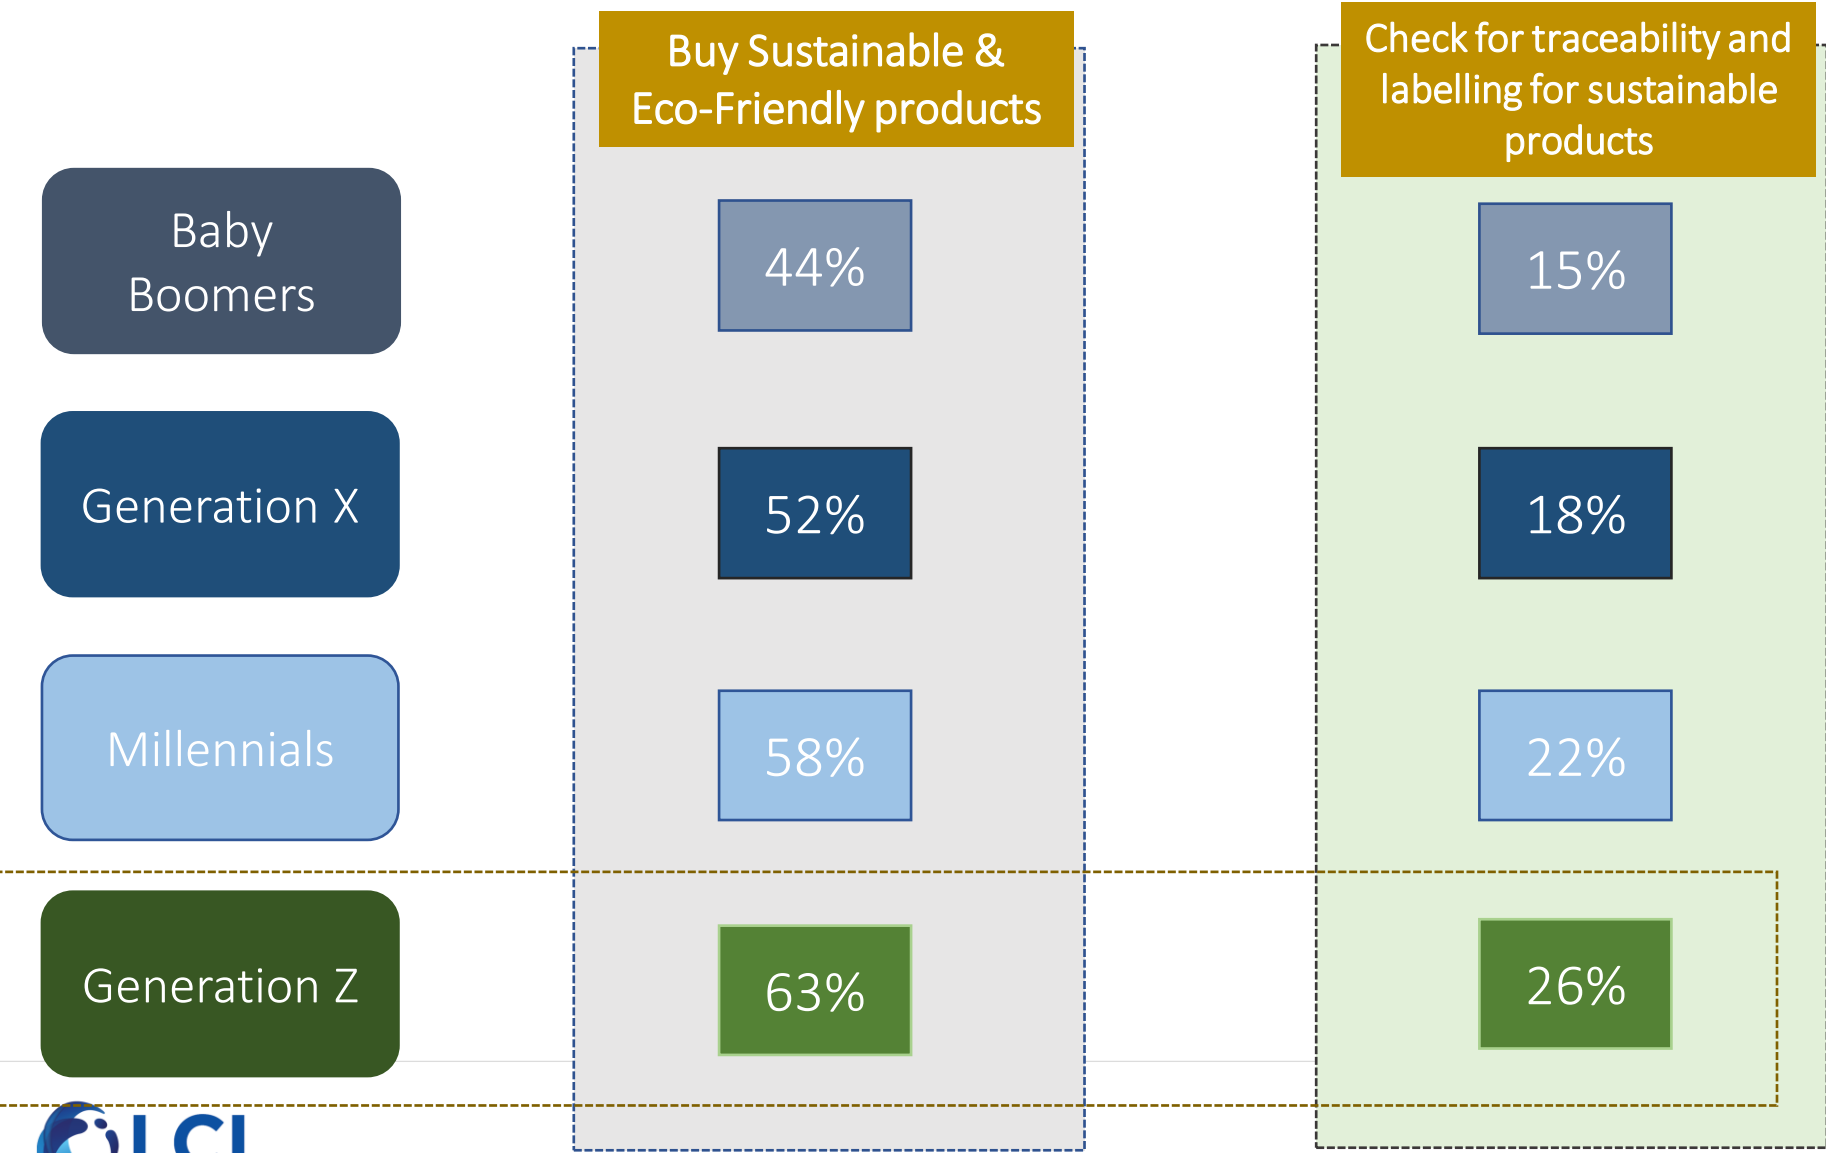 Buy Sustainable &
Eco-Friendly products
Check for traceability and
labelling for sustainable
products
Baby
Boomers
44%
15%
Generation X
52%
18%
Millennials
58%
22%
Generation Z
63%
26%